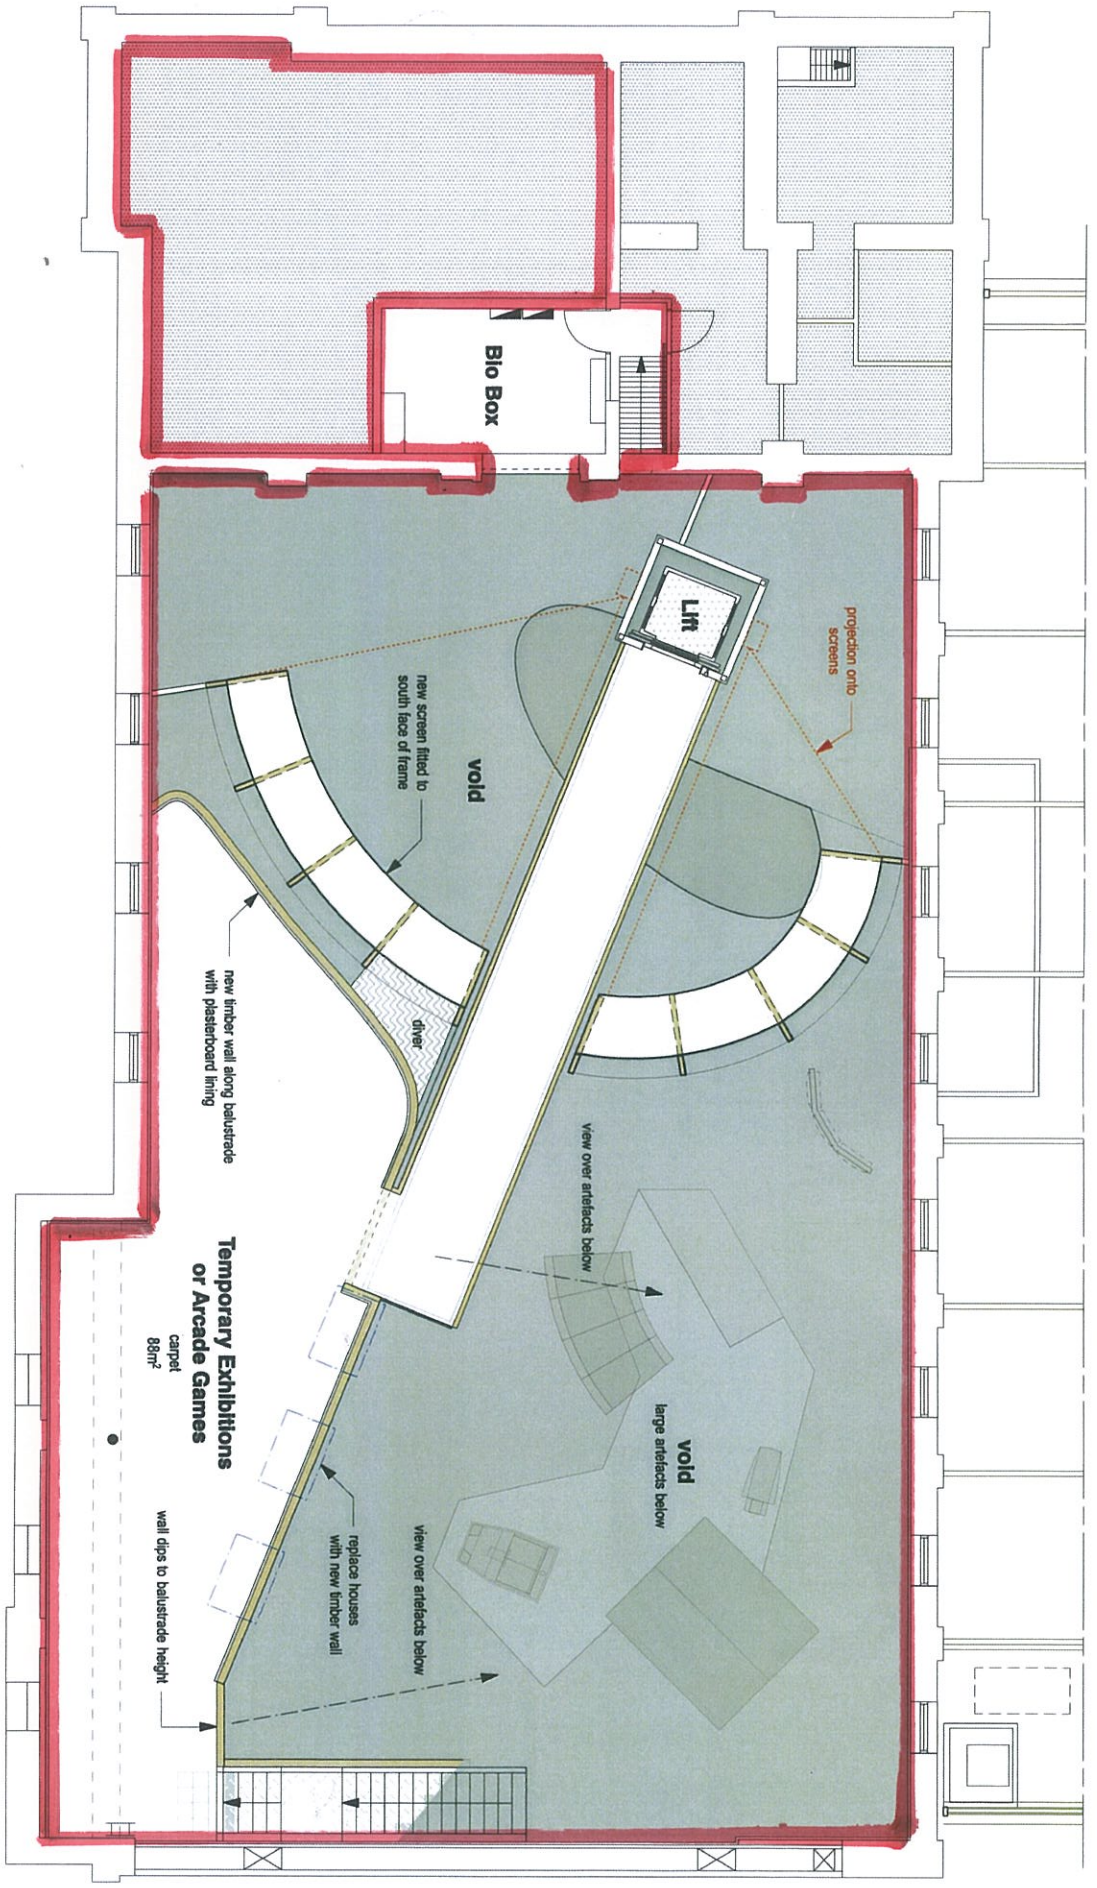 Bio Box
Lift
projection onto
screens
new screen fitted to
south face of frame
void
diver
new timber wall along balustrade
with plasterboard lining
view over artefacts below
Temporary Exhibitions
or Arcade Games
carpet
88m²
void
large artefacts below
replace houses
with new timber wall
view over artefacts below
wall dips to balustrade height